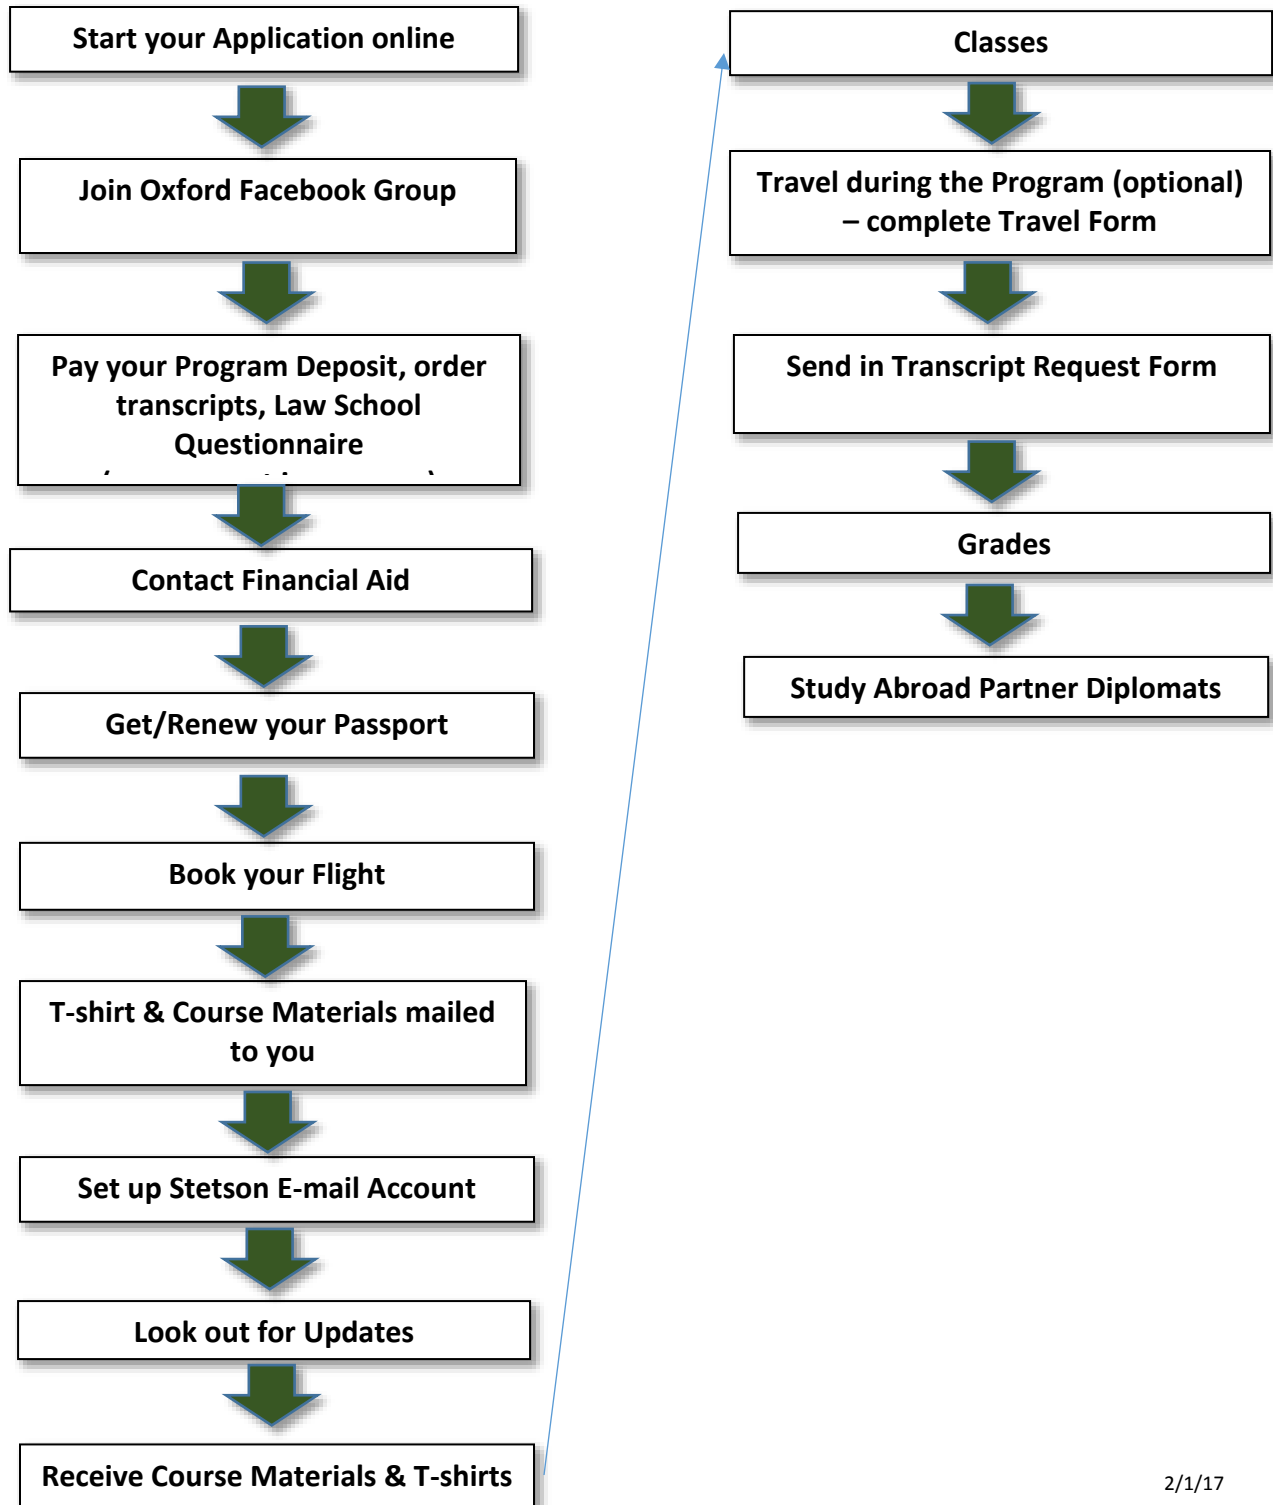 Start your Application online
Join Oxford Facebook Group
Pay your Program Deposit, order
transcripts, Law School
Questionnaire
Contact Financial Aid
Get/Renew your Passport
Book your Flight
T-shirt & Course Materials mailed
to you
Set up Stetson E-mail Account
Look out for Updates
Receive Course Materials & T-shirts
Classes
Travel during the Program (optional)
– complete Travel Form
Send in Transcript Request Form
Grades
Study Abroad Partner Diplomats
2/1/17